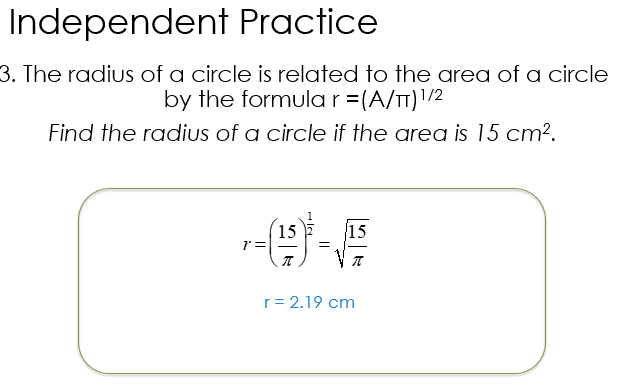 Independent Practice
3. The radius of a circle is related to the area of a circle
by the formula r =(A/π)^1/2
Find the radius of a circle if the area is 15 cm².
r = (15/π)^1/2 = √15/π
r = 2.19 cm